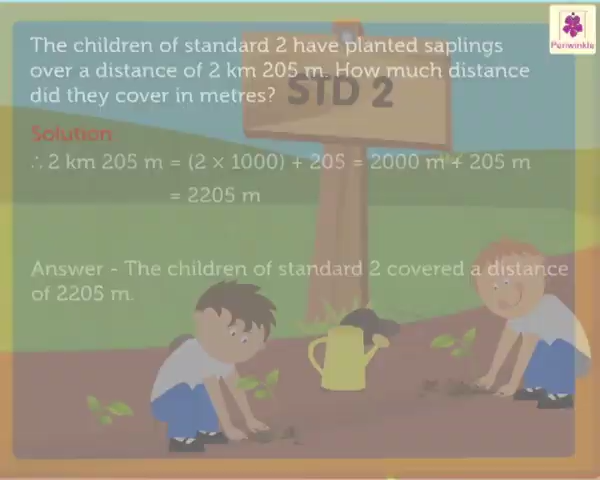 Periwinkle
The children of standard 2 have planted saplings
over a distance of 2 km 205 m. How much distance
did they cover in metres?
STD 2
Solution
∴ 2 km 205 m = (2 × 1000) + 205 = 2000 m + 205 m
= 2205 m
Answer - The children of standard 2 covered a distance
of 2205 m.